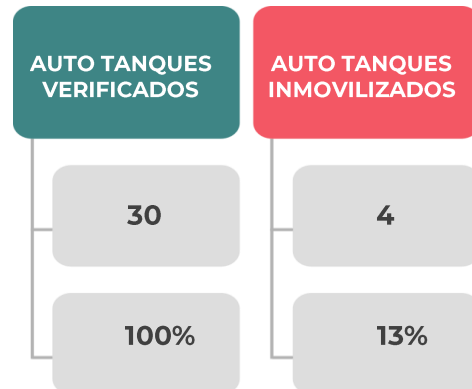 AUTO TANQUES
VERIFICADOS
30
100%
AUTO TANQUES
INMOVILIZADOS
4
13%